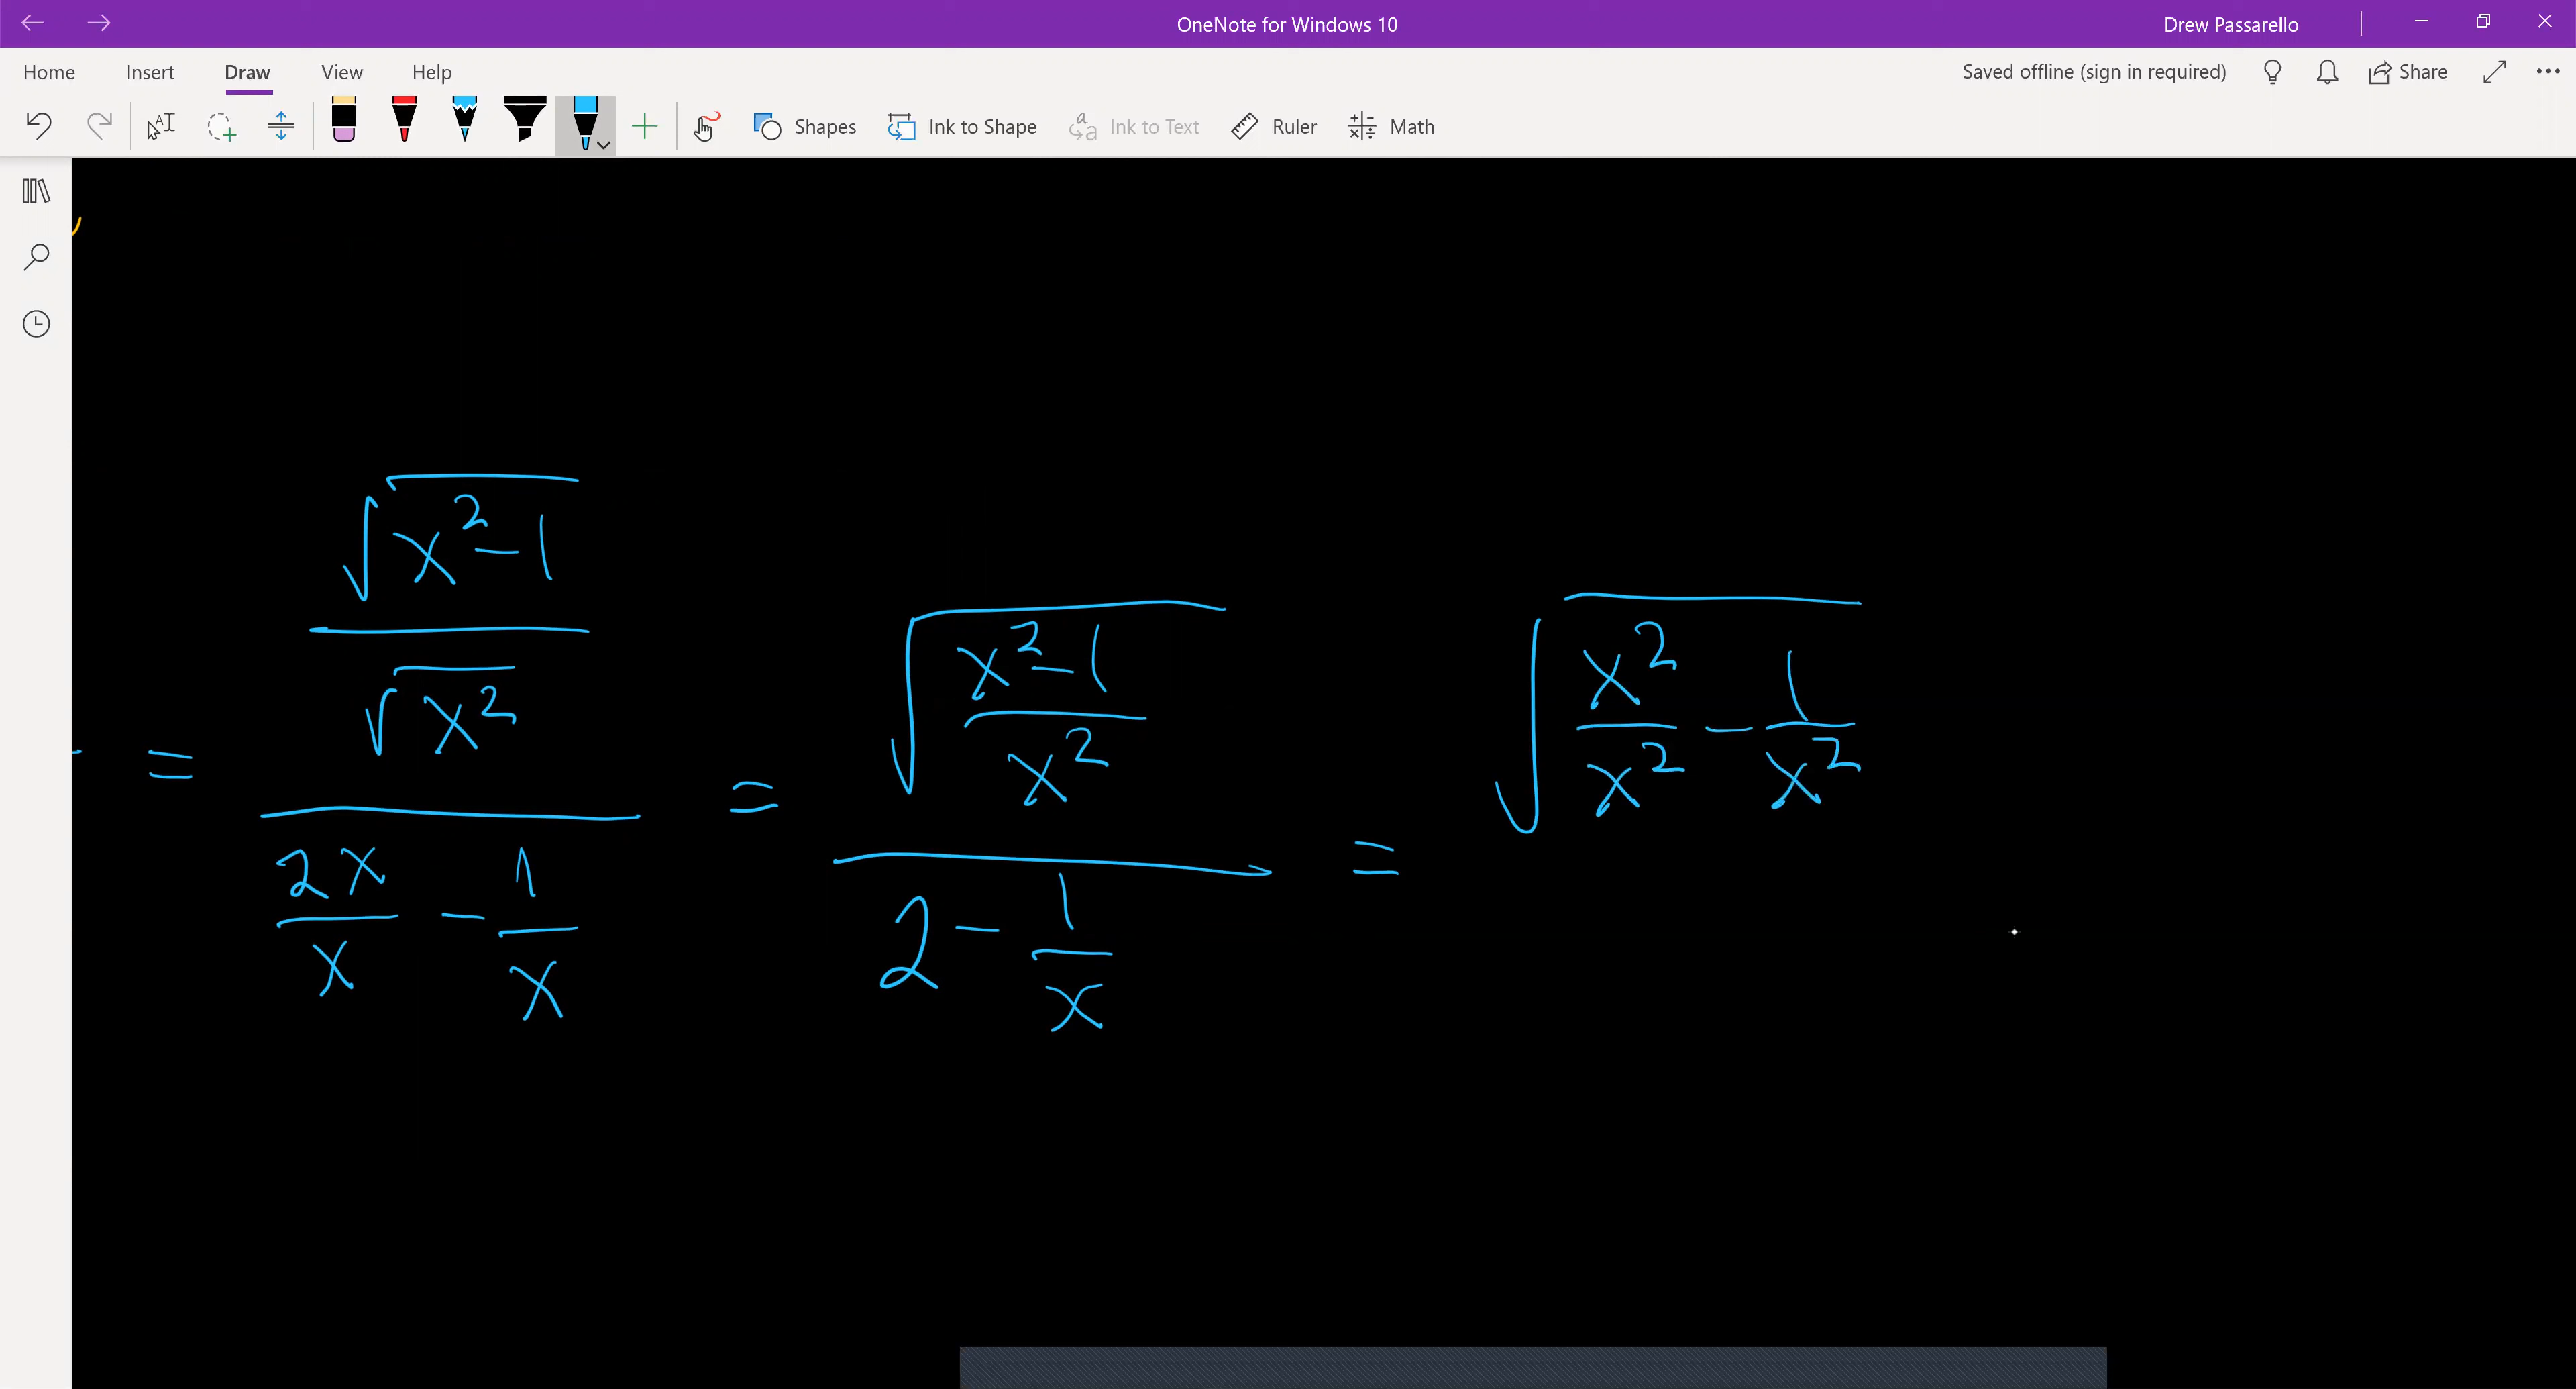 OneNote for Windows 10
Drew Passarello
Home Insert Draw View Help
Saved offline (sign in required) Share
Shapes Ink to Shape Ink to Text Ruler Math
= (√(x² - 1) / √(x²)) / (2x/x - 1/x) = √((x² - 1)/x²) / (2 - 1/x) = √(x²/x² - 1/x²)